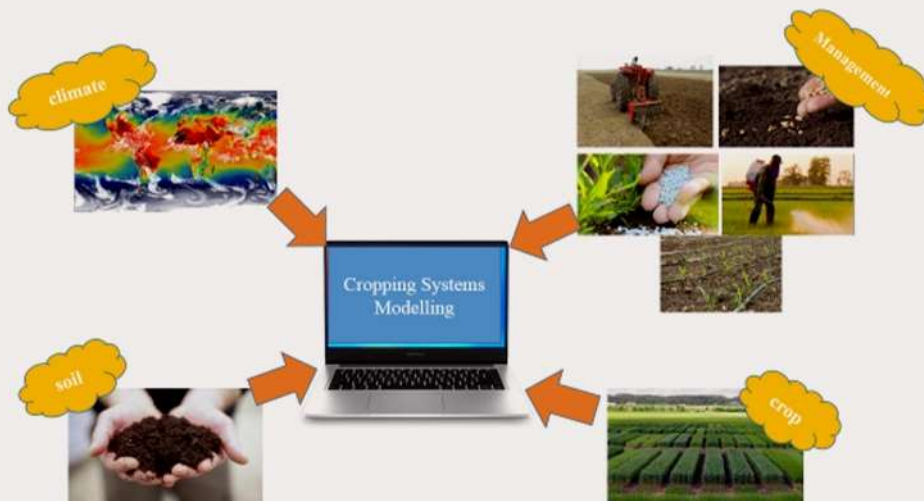 climate
Management
Cropping Systems
Modelling
soil
crop